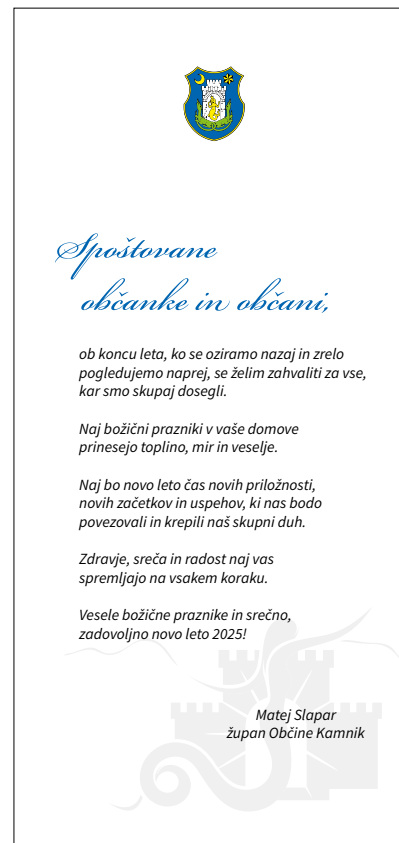 Spoštovane
občanke in občani,
ob koncu leta, ko se oziramo nazaj in zrelo
pogledujemo naprej, se želim zahvaliti za vse,
kar smo skupaj dosegli.
Naj božični prazniki v vaše domove
prinesejo toplino, mir in veselje.
Naj bo novo leto čas novih priložnosti,
novih začetkov in uspehov, ki nas bodo
povezovali in krepili naš skupni duh.
Zdravje, sreča in radost naj vas
spremljajo na vsakem koraku.
Vesele božične praznike in srečno,
zadovoljno novo leto 2025!
Matej Slapar
župan Občine Kamnik